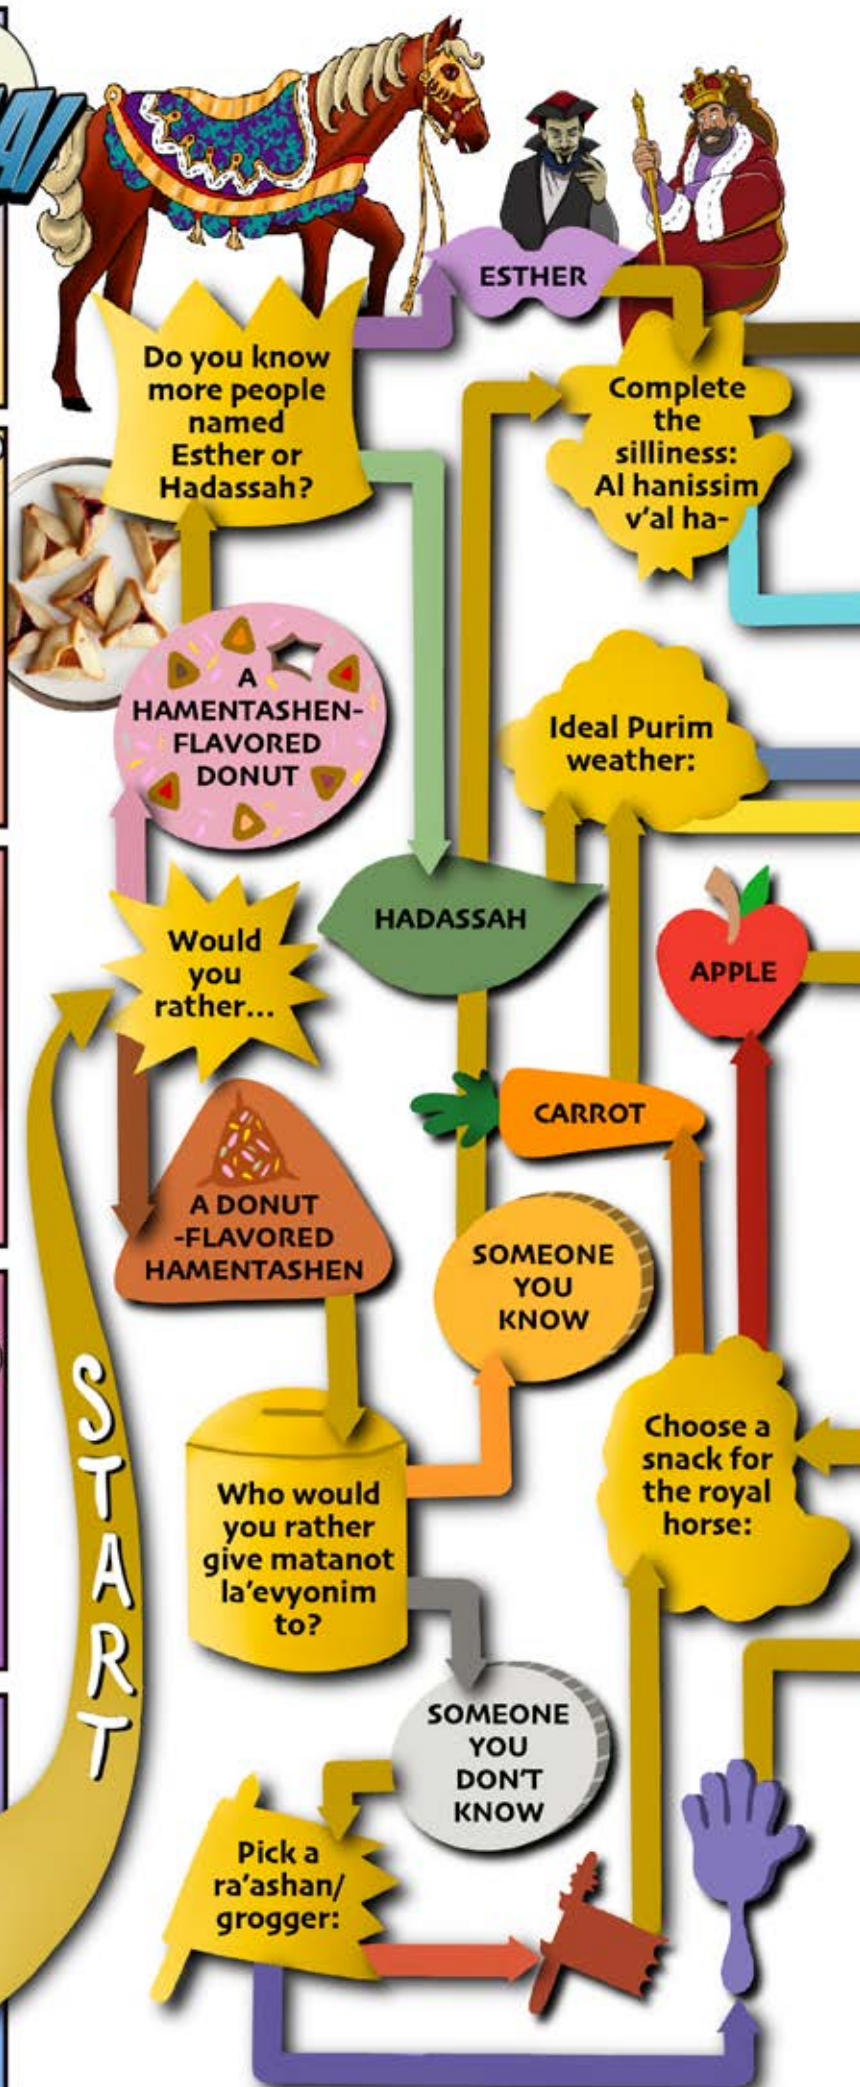 AI
ESTHER
Do you know
more people
named
Esther or
Hadassah?
Complete
the
silliness:
Al hanissim
v'al ha-
A
HAMENTASHEN-
FLAVORED
DONUT
Ideal Purim
weather:
HADASSAH
Would
you
rather...
APPLE
CARROT
A DONUT
-FLAVORED
HAMENTASHEN
SOMEONE
YOU
KNOW
START
Choose a
snack for
the royal
horse:
Who would
you rather
give matanot
la'evyonim
to?
SOMEONE
YOU
DON'T
KNOW
Pick a
ra'ashan/
grogger: